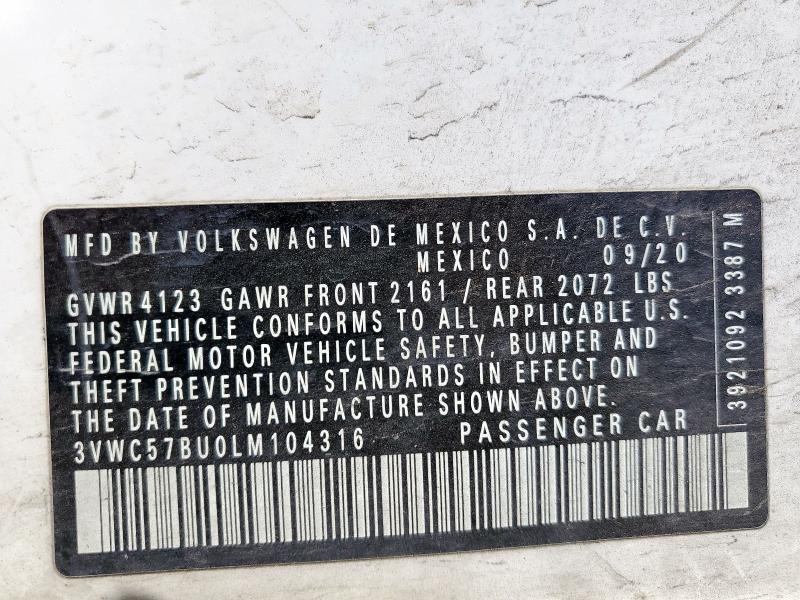 MFD BY VOLKSWAGEN DE MEXICO S.A. DE C.V.
MEXICO 09/20
GVWR 4123 GAWR FRONT 2161 / REAR 2072 LBS
THIS VEHICLE CONFORMS TO ALL APPLICABLE U.S.
FEDERAL MOTOR VEHICLE SAFETY, BUMPER AND
THEFT PREVENTION STANDARDS IN EFFECT ON
THE DATE OF MANUFACTURE SHOWN ABOVE.
3VWC57BU0LM104316 PASSENGER CAR
3921092 3387 M